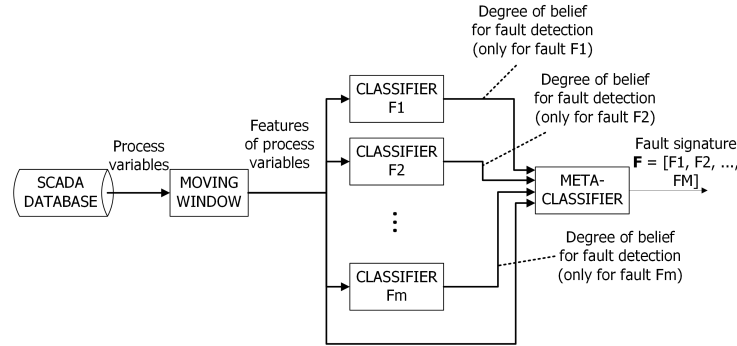 Degree of belief
for fault detection
(only for fault F1)
Degree of belief
for fault detection
(only for fault F2)
CLASSIFIER
F1
Features
of process
variables
Process
variables
Fault signature
F = [F1, F2, ...,
FM]
CLASSIFIER
F2
SCADA
DATABASE
MOVING
WINDOW
META-
CLASSIFIER
...
Degree of belief
for fault detection
(only for fault Fm)
CLASSIFIER
Fm